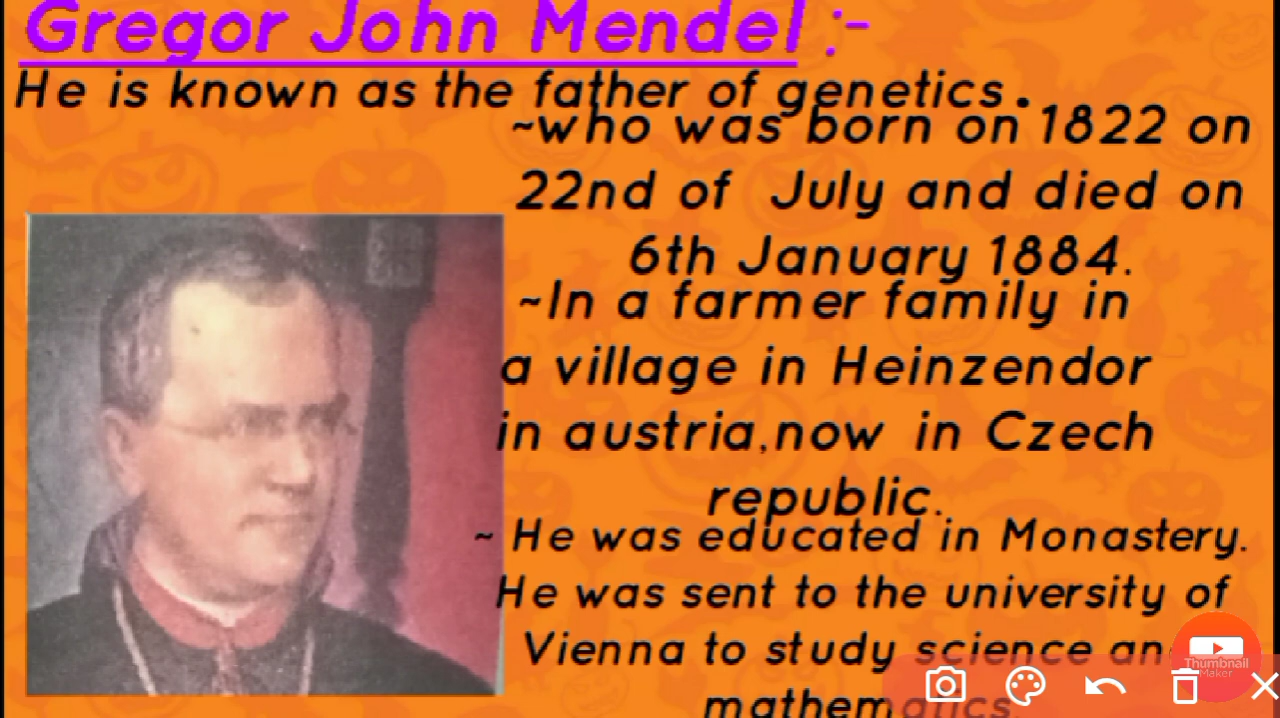 Gregor John Mendel :-
He is known as the father of genetics.
~who was born on 1822 on
22nd of July and died on
6th January 1884.
~In a farmer family in
a village in Heinzendor
in austria,now in Czech
republic.
~ He was educated in Monastery.
He was sent to the university of
Vienna to study science an
mathematics.
Thumbnail
Maker